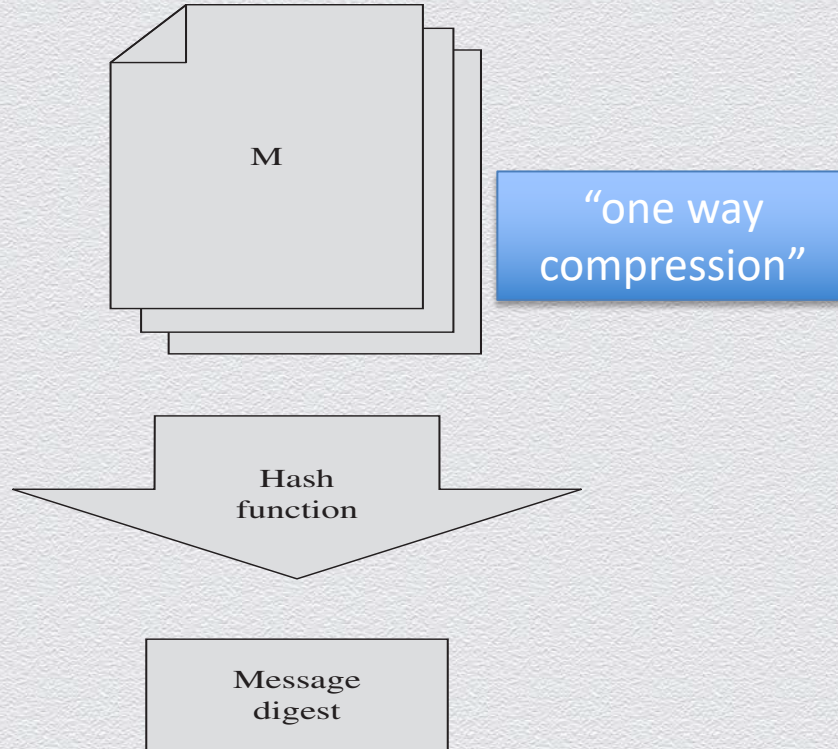 M
“one way
compression”
Hash
function
Message
digest